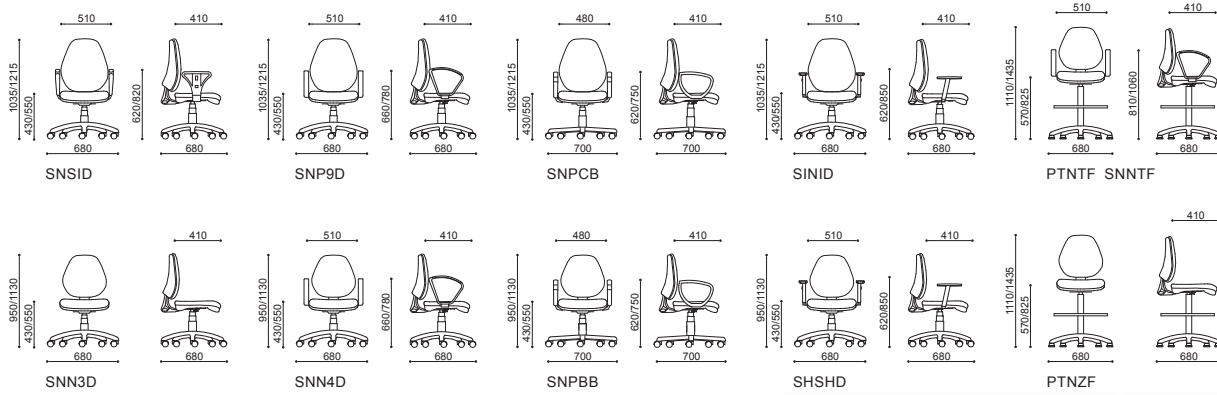 510 410 510 410 480 410 510 410 510 410
1035/1215 430/550 620/820 1035/1215 430/550 660/780 1035/1215 430/550 620/750 1035/1215 430/550 620/850 1110/1435 570/825 810/1060
680 680 680 680 700 700 680 680 680 680
SNSID SNP9D SNPCB SINID PTNTF SNNTF
410 510 410 480 410 510 410 510 410
950/1130 430/550 950/1130 430/550 660/780 950/1130 430/550 620/750 950/1130 430/550 620/850 1110/1435 570/825
680 680 680 680 700 700 680 680 680 680
SNN3D SNN4D SNPBB SHSHD PTNZF